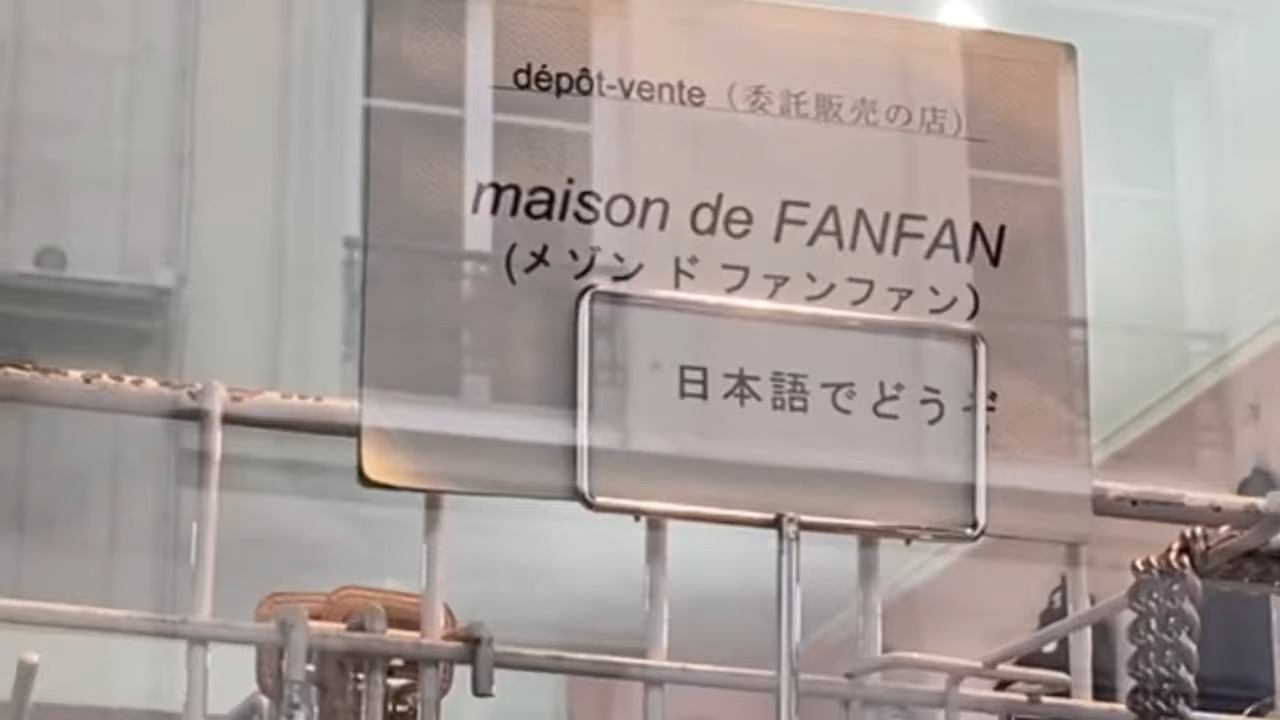 dépôt-vente（委託販売の店）
maison de FANFAN
(メゾン ド ファンファン)
日本語でどうぞ